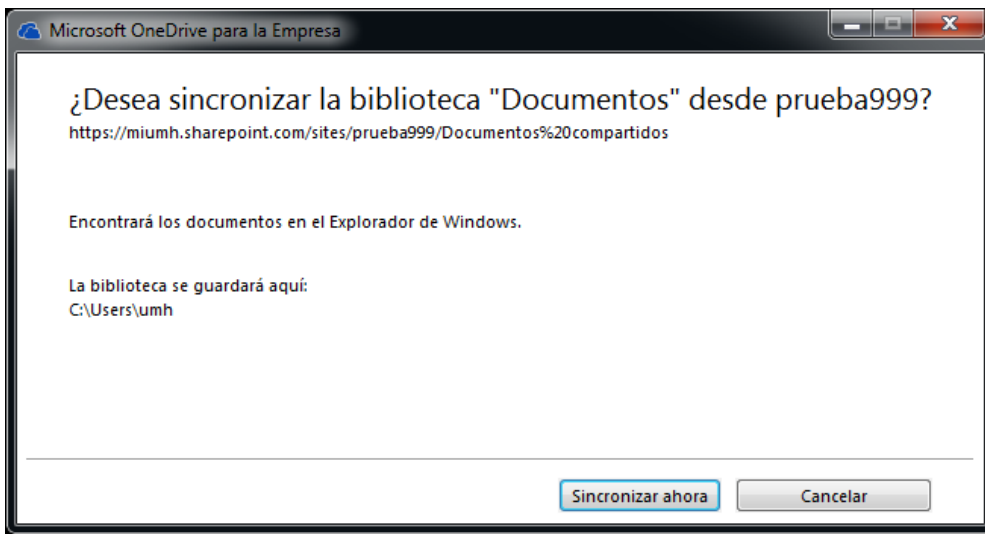 Microsoft OneDrive para la Empresa
¿Desea sincronizar la biblioteca "Documentos" desde prueba999?
https://miumh.sharepoint.com/sites/prueba999/Documentos%20compartidos
Encontrará los documentos en el Explorador de Windows.
La biblioteca se guardará aquí:
C:\Users\umh
Sincronizar ahora
Cancelar